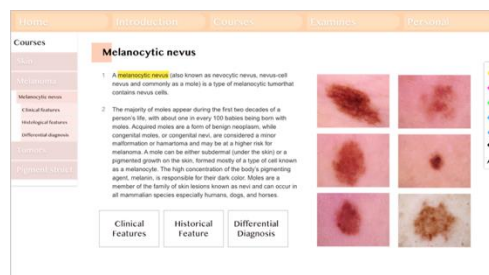 Home Introduction Courses Examines Personal
Courses
Skin
Melanoma
Melanocytic nevus
Clinical features
Histological features
Differential diagnosis
Tumors
Pigment struct
Melanocytic nevus
1 A melanocytic nevus (also known as nevocytic nevus, nevus-cell
nevus and commonly as a mole) is a type of melanocytic tumorthat
contains nevus cells.
2 The majority of moles appear during the first two decades of a
person's life, with about one in every 100 babies being born with
moles. Acquired moles are a form of benign neoplasm, while
congenital moles, or congenital nevi, are considered a minor
malformation or hamartoma and may be at a higher risk for
melanoma. A mole can be either subdermal (under the skin) or a
pigmented growth on the skin, formed mostly of a type of cell known
as a melanocyte. The high concentration of the body's pigmenting
agent, melanin, is responsible for their dark color. Moles are a
member of the family of skin lesions known as nevi and can occur in
all mammalian species especially humans, dogs, and horses.
Clinical
Features
Historical
Feature
Differential
Diagnosis